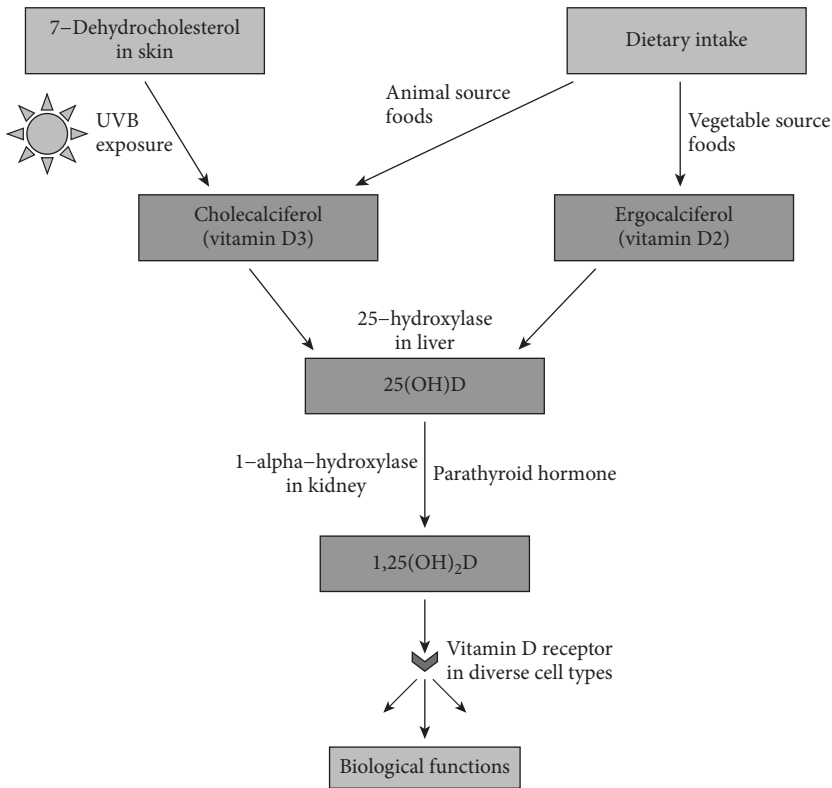 7−Dehydrocholesterol
in skin
Dietary intake
UVB
exposure
Animal source
foods
Vegetable source
foods
Cholecalciferol
(vitamin D3)
Ergocalciferol
(vitamin D2)
25−hydroxylase
in liver
25(OH)D
1−alpha−hydroxylase
in kidney
Parathyroid hormone
1,25(OH)₂D
Vitamin D receptor
in diverse cell types
Biological functions